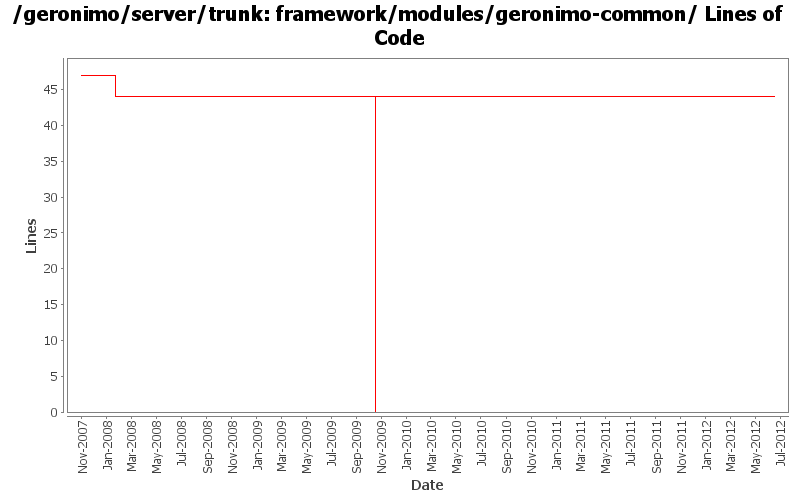 /geronimo/server/trunk: framework/modules/geronimo-common/ Lines of
Code
Lines
45
40
35
30
25
20
15
10
5
0
Nov-2007
Jan-2008
Mar-2008
May-2008
Jul-2008
Sep-2008
Nov-2008
Jan-2009
Mar-2009
May-2009
Jul-2009
Sep-2009
Nov-2009
Jan-2010
Mar-2010
May-2010
Jul-2010
Sep-2010
Nov-2010
Jan-2011
Mar-2011
May-2011
Jul-2011
Sep-2011
Nov-2011
Jan-2012
Mar-2012
May-2012
Jul-2012
Date